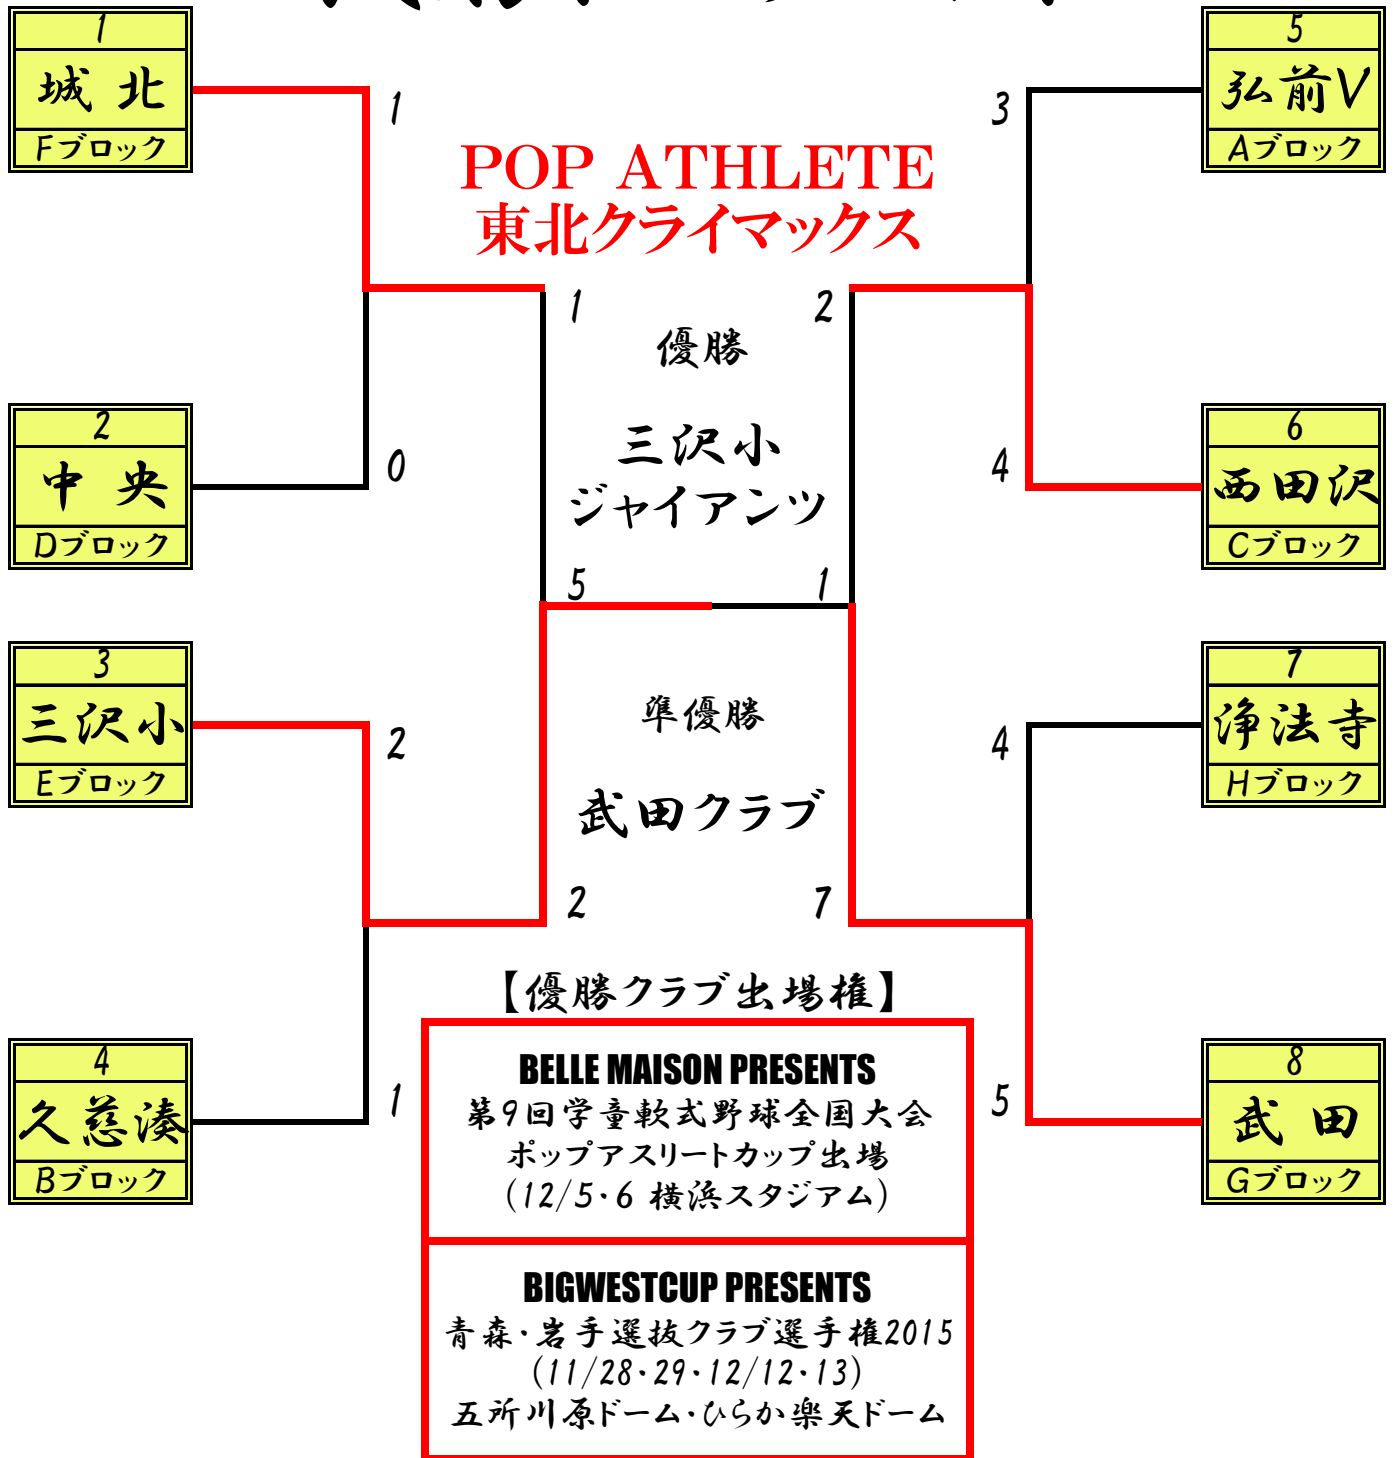 1
城北
Fブロック
1
POP ATHLETE
東北クライマックス
3
5
弘前V
Aブロック
1
優勝
2
三沢小
ジャイアンツ
2
中央
Dブロック
0
4
6
西田沢
Cブロック
5
1
3
三沢小
Eブロック
2
準優勝
武田クラブ
4
7
浄法寺
Hブロック
2
7
【優勝クラブ出場権】
4
久慈湊
Bブロック
1
BELLE MAISON PRESENTS
第9回学童軟式野球全国大会
ポップアスリートカップ出場
(12/5・6 横浜スタジアム)
5
8
武田
Gブロック
BIGWESTCUP PRESENTS
青森・岩手選抜クラブ選手権2015
(11/28・29・12/12・13)
五所川原ドーム・ひらか楽天ドーム